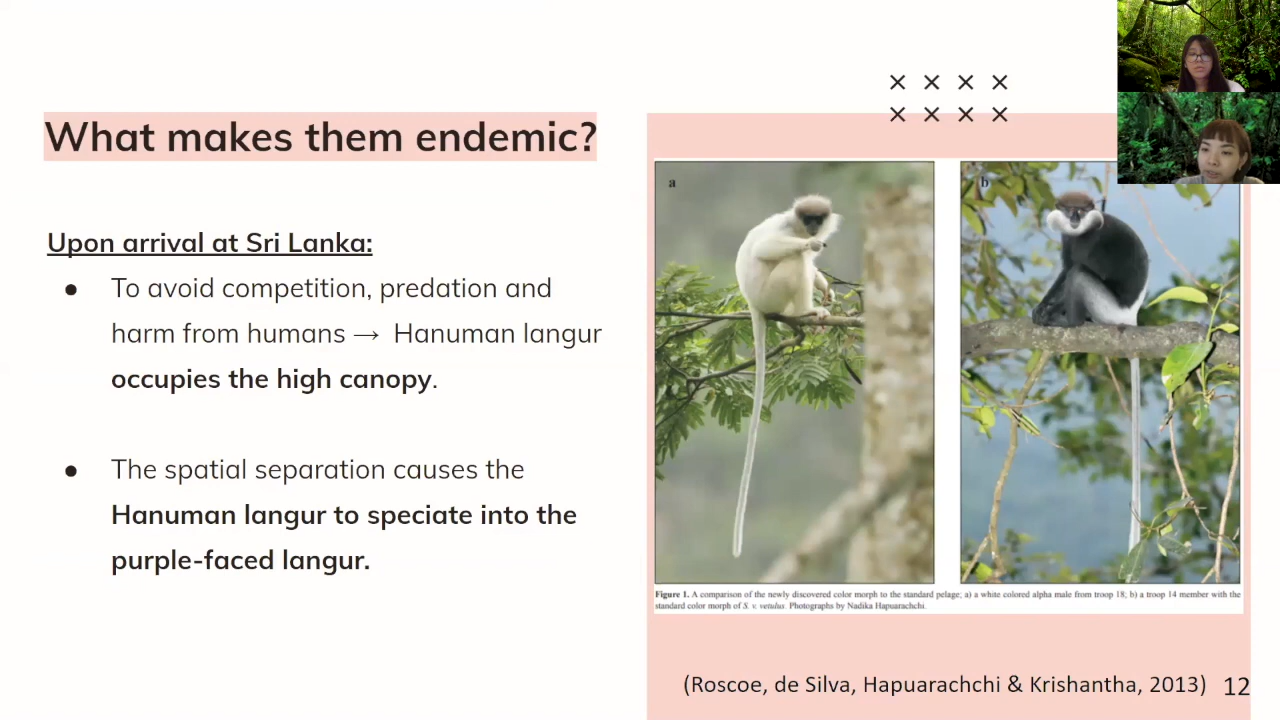 What makes them endemic?
Upon arrival at Sri Lanka:
● To avoid competition, predation and
harm from humans → Hanuman langur
occupies the high canopy.
● The spatial separation causes the
Hanuman langur to speciate into the
purple-faced langur.
a
b
Figure 1. A comparison of the newly discovered color morph to the standard pelage; a) a white colored alpha male from troop 18; b) a troop 14 member with the
standard color morph of S. v. vetulus. Photographs by Nadika Hapuarachchi.
(Roscoe, de Silva, Hapuarachchi & Krishantha, 2013)
12